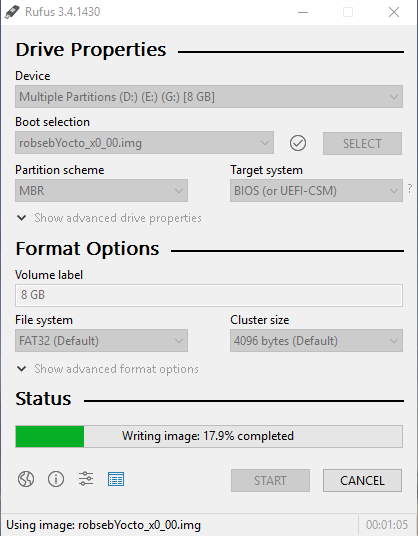 Rufus 3.4.1430
Drive Properties
Device
Multiple Partitions (D:) (E:) (G:) [8 GB]
Boot selection
robsebYocto_x0_00.img
SELECT
Partition scheme
Target system
MBR
BIOS (or UEFI-CSM)
?
Show advanced drive properties
Format Options
Volume label
8 GB
File system
Cluster size
FAT32 (Default)
4096 bytes (Default)
Show advanced format options
Status
Writing image: 17.9% completed
START
CANCEL
Using image: robsebYocto_x0_00.img
00:01:05